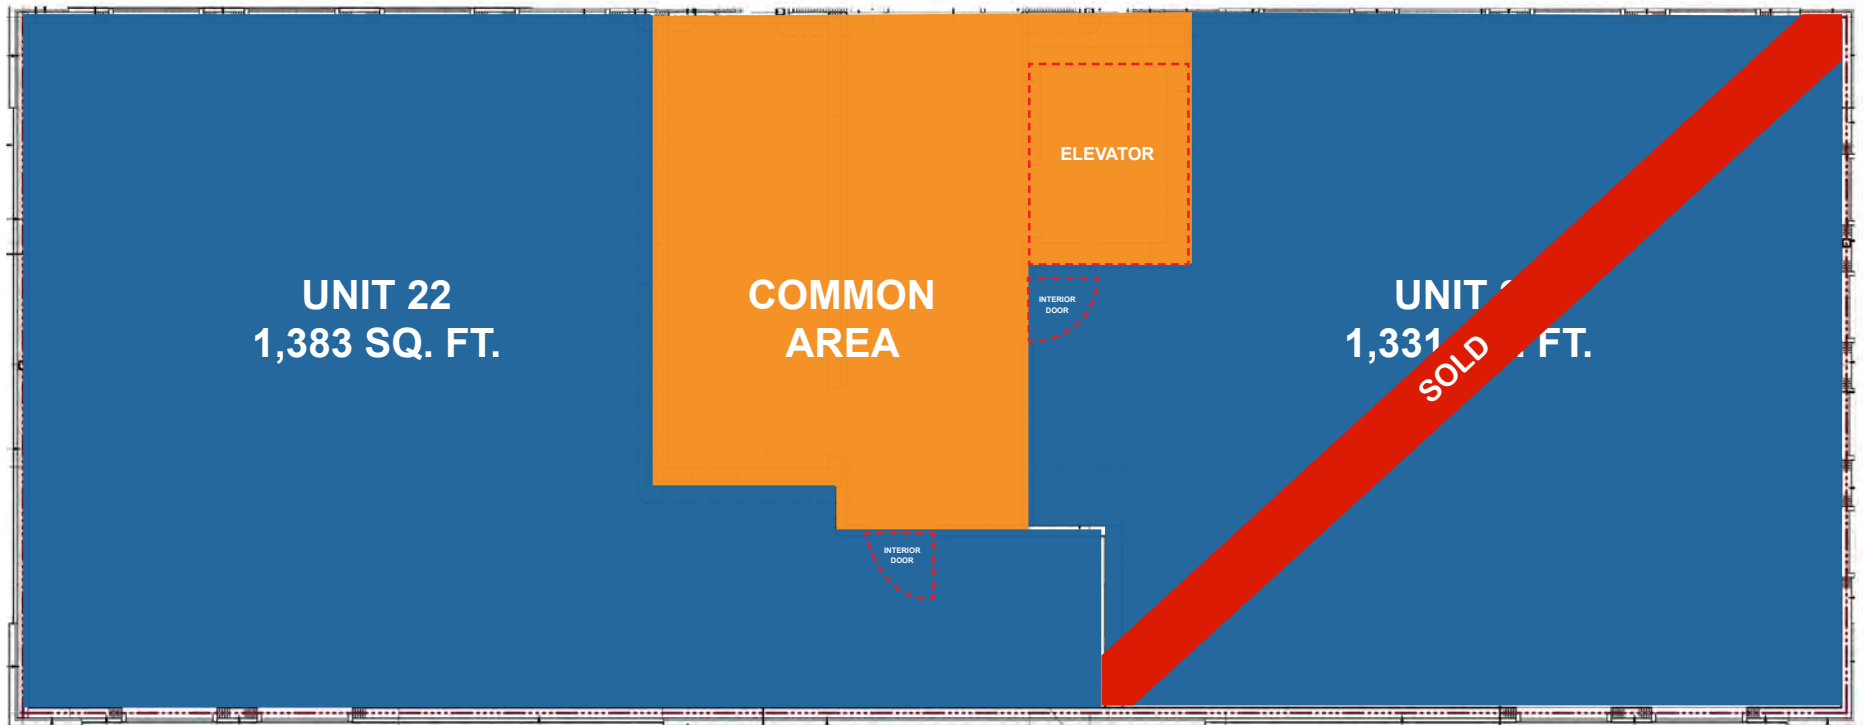 UNIT 22
1,383 SQ. FT.
COMMON
AREA
ELEVATOR
INTERIOR
DOOR
INTERIOR
DOOR
UNIT
1,331 FT.
SOLD